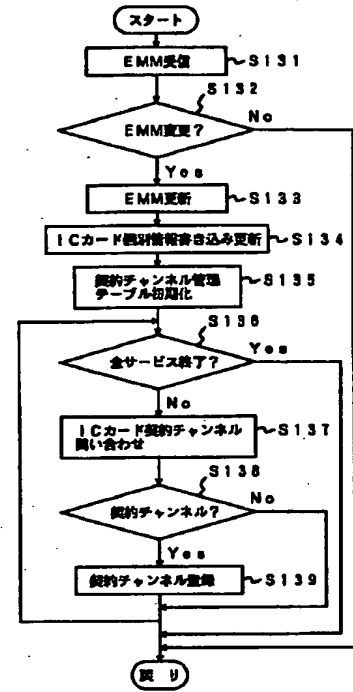 スタート
EMM受信
S131
S132
EMM変更?
No
Yes
EMM更新
S133
ICカード個別情報書き込み更新
S134
契約チャンネル管理
テーブル初期化
S135
S136
全サービス終了?
Yes
No
ICカード契約チャンネル
問い合わせ
S137
S138
契約チャンネル?
No
Yes
契約チャンネル登録
S139
戻り